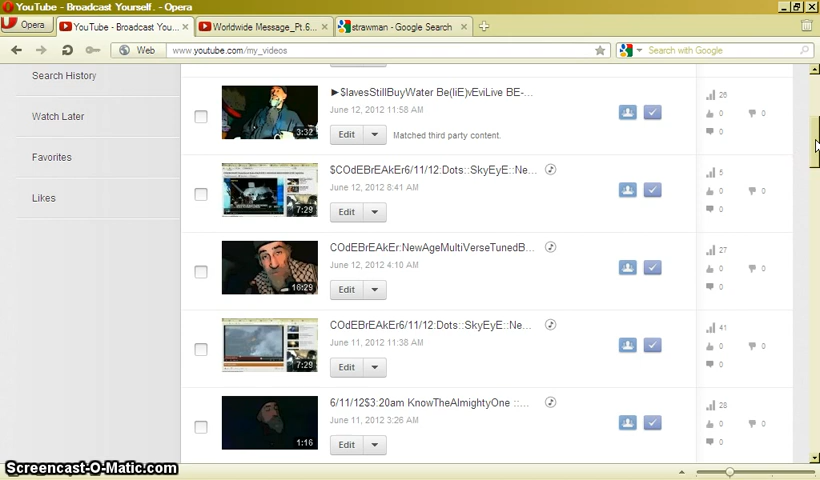 YouTube - Broadcast Yourself. - Opera
Opera
YouTube - Broadcast You...
Worldwide Message_Pt.6...
strawman - Google Search
Web
www.youtube.com/my_videos
Search with Google
Search History
Watch Later
Favorites
Likes
►$lavesStillBuyWater Be(liE)vEviLive BE-...
June 12, 2012 11:58 AM
3:32
Edit
Matched third party content.
26
0
0
0
$COdEBrEAkEr6/11/12:Dots::SkyEyE::Ne...
June 12, 2012 8:41 AM
7:29
Edit
5
0
0
0
COdEBrEAkEr:NewAgeMultiVerseTunedB...
June 12, 2012 4:10 AM
16:29
Edit
27
0
0
0
COdEBrEAkEr6/11/12:Dots::SkyEyE::Ne...
June 11, 2012 11:38 AM
7:29
Edit
41
0
0
0
6/11/12$3:20am KnowTheAlmightyOne ::...
June 11, 2012 3:26 AM
1:16
Edit
28
0
0
0
Screencast-O-Matic.com